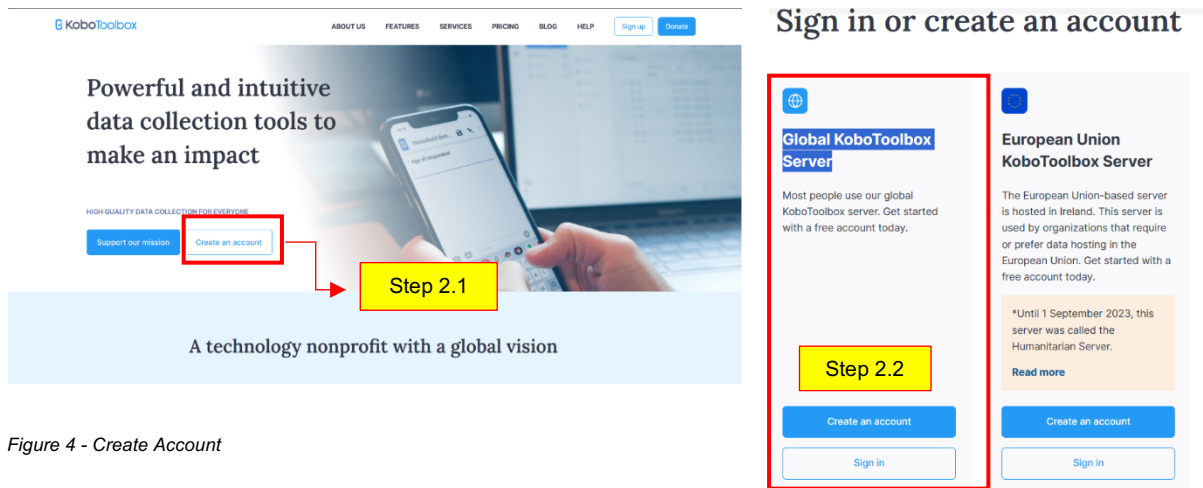 KoboToolbox
ABOUT US FEATURES SERVICES PRICING BLOG HELP Sign up Donate
Powerful and intuitive
data collection tools to
make an impact
HIGH QUALITY DATA COLLECTION FOR EVERYONE
Support our mission Create an account
Step 2.1
A technology nonprofit with a global vision
Figure 4 - Create Account
Sign in or create an account
Global KoboToolbox
Server
Most people use our global
KoboToolbox server. Get started
with a free account today.
Step 2.2
Create an account
Sign in
European Union
KoboToolbox Server
The European Union-based server
is hosted in Ireland. This server is
used by organizations that require
or prefer data hosting in the
European Union. Get started with a
free account today.
*Until 1 September 2023, this
server was called the
Humanitarian Server.
Read more
Create an account
Sign in